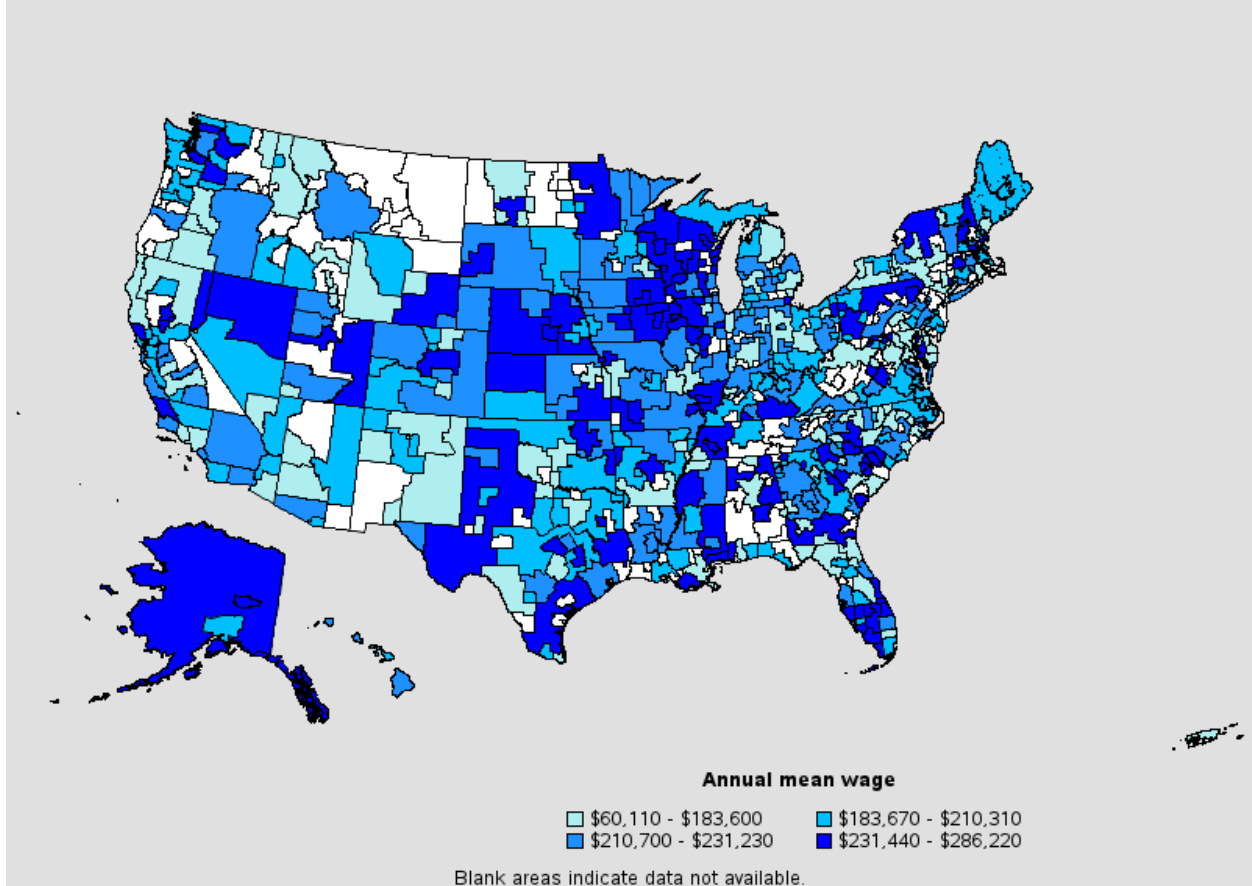 Annual mean wage
$60,110 - $183,600 $183,670 - $210,310
$210,700 - $231,230 $231,440 - $286,220
Blank areas indicate data not available.